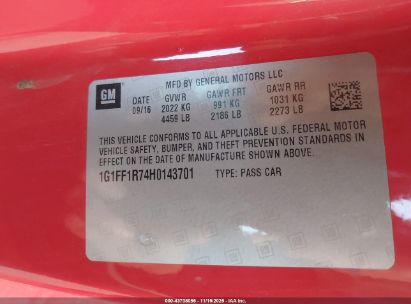 MFD BY GENERAL MOTORS LLC
GM
DATE GVWR GAWR FRT GAWR RR
09/16 2022 KG 991 KG 1031 KG
4459 LB 2186 LB 2273 LB
THIS VEHICLE CONFORMS TO ALL APPLICABLE U.S. FEDERAL MOTOR
VEHICLE SAFETY, BUMPER, AND THEFT PREVENTION STANDARDS IN
EFFECT ON THE DATE OF MANUFACTURE SHOWN ABOVE.
1G1FF1R74H0143701 TYPE: PASS CAR